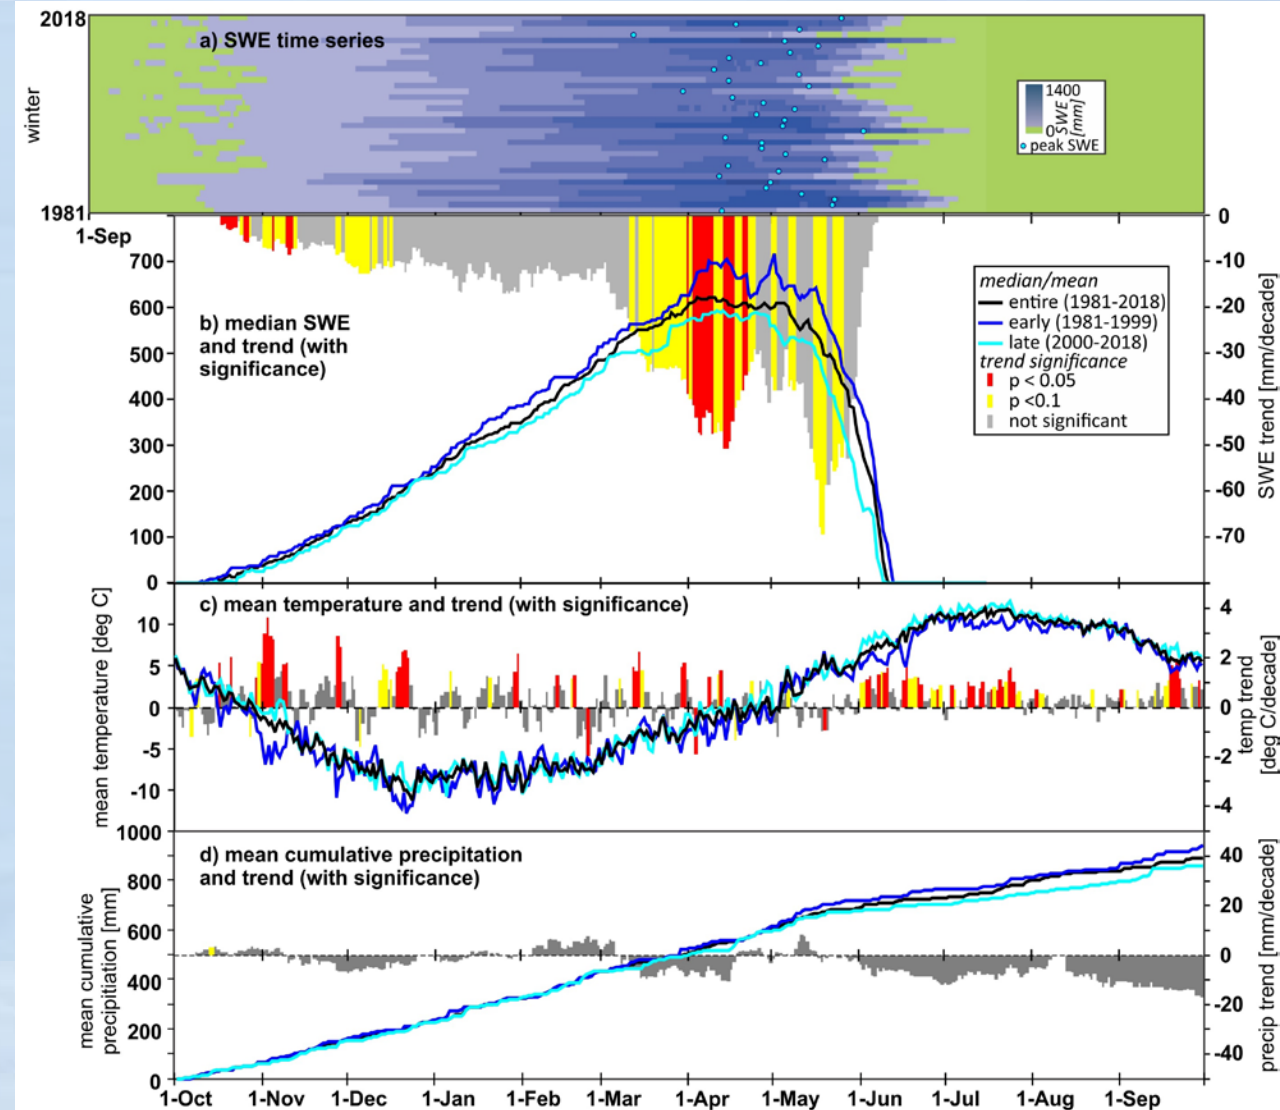 2018
a) SWE time series
winter
1400
0
SWE
[mm]
peak SWE
1981
1-Sep
0
700
-10
600
-20
500
-30
400
-40
300
-50
200
-60
100
-70
0
SWE trend [mm/decade]
b) median SWE
and trend (with
significance)
median/mean
entire (1981-2018)
early (1981-1999)
late (2000-2018)
trend significance
p < 0.05
p <0.1
not significant
c) mean temperature and trend (with significance)
mean temperature [deg C]
10
5
0
-5
-10
4
2
0
-2
-4
temp trend
[deg C/decade]
d) mean cumulative precipitation
and trend (with significance)
mean cumulative
precipitiation [mm]
1000
800
600
400
200
0
40
20
0
-20
-40
precip trend [mm/decade]
1-Oct 1-Nov 1-Dec 1-Jan 1-Feb 1-Mar 1-Apr 1-May 1-Jun 1-Jul 1-Aug 1-Sep